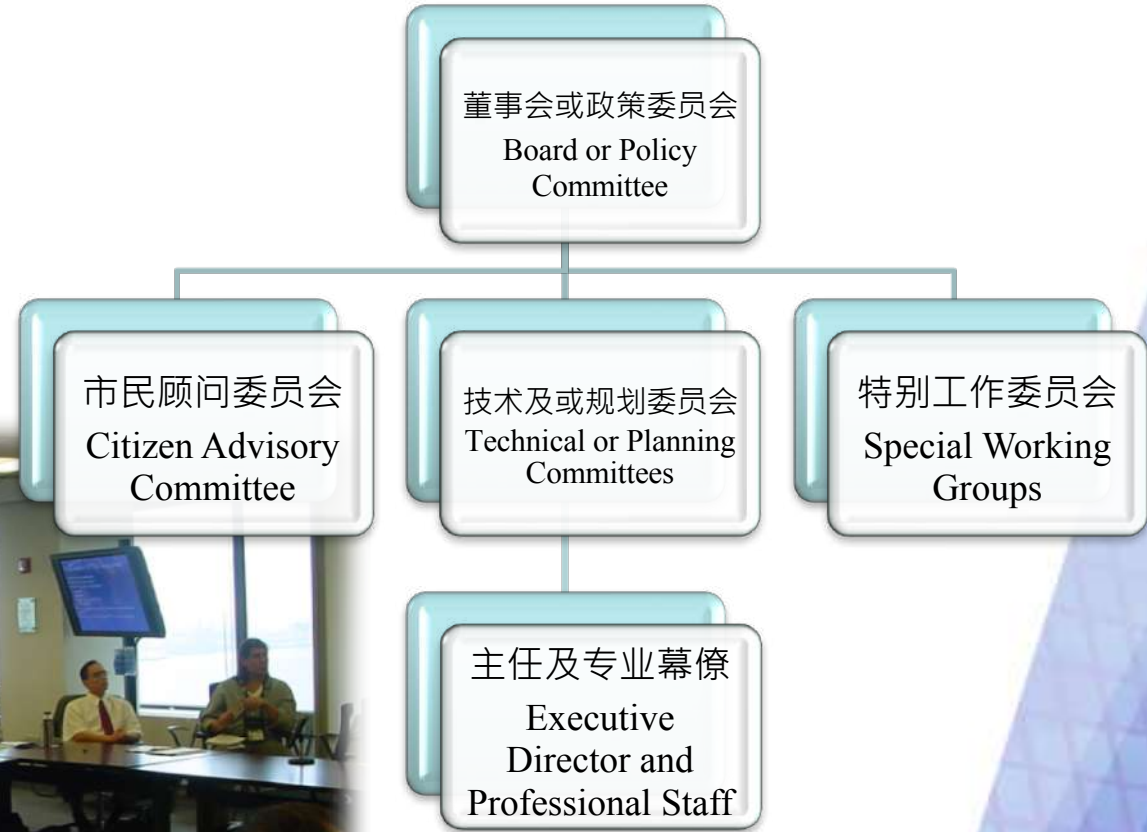 董事会或政策委员会
Board or Policy
Committee
市民顾问委员会
Citizen Advisory
Committee
技术及或规划委员会
Technical or Planning
Committees
特别工作委员会
Special Working
Groups
主任及专业幕僚
Executive
Director and
Professional Staff